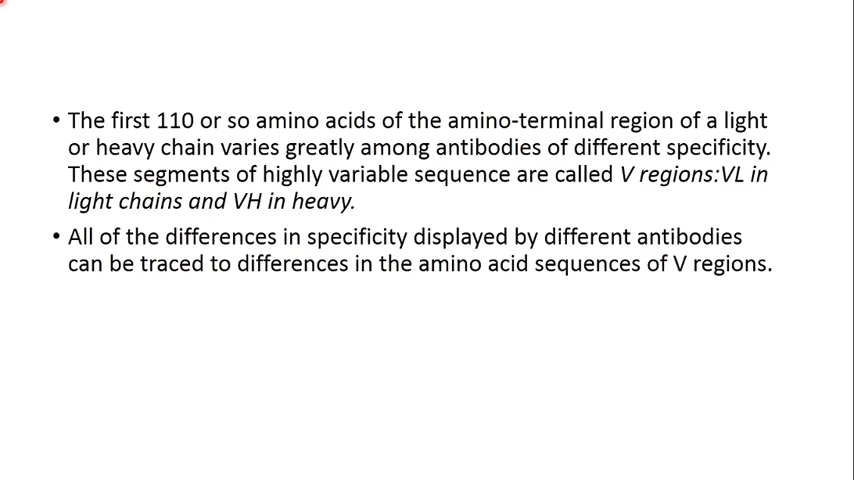 • The first 110 or so amino acids of the amino-terminal region of a light
or heavy chain varies greatly among antibodies of different specificity.
These segments of highly variable sequence are called V regions:VL in
light chains and VH in heavy.
• All of the differences in specificity displayed by different antibodies
can be traced to differences in the amino acid sequences of V regions.